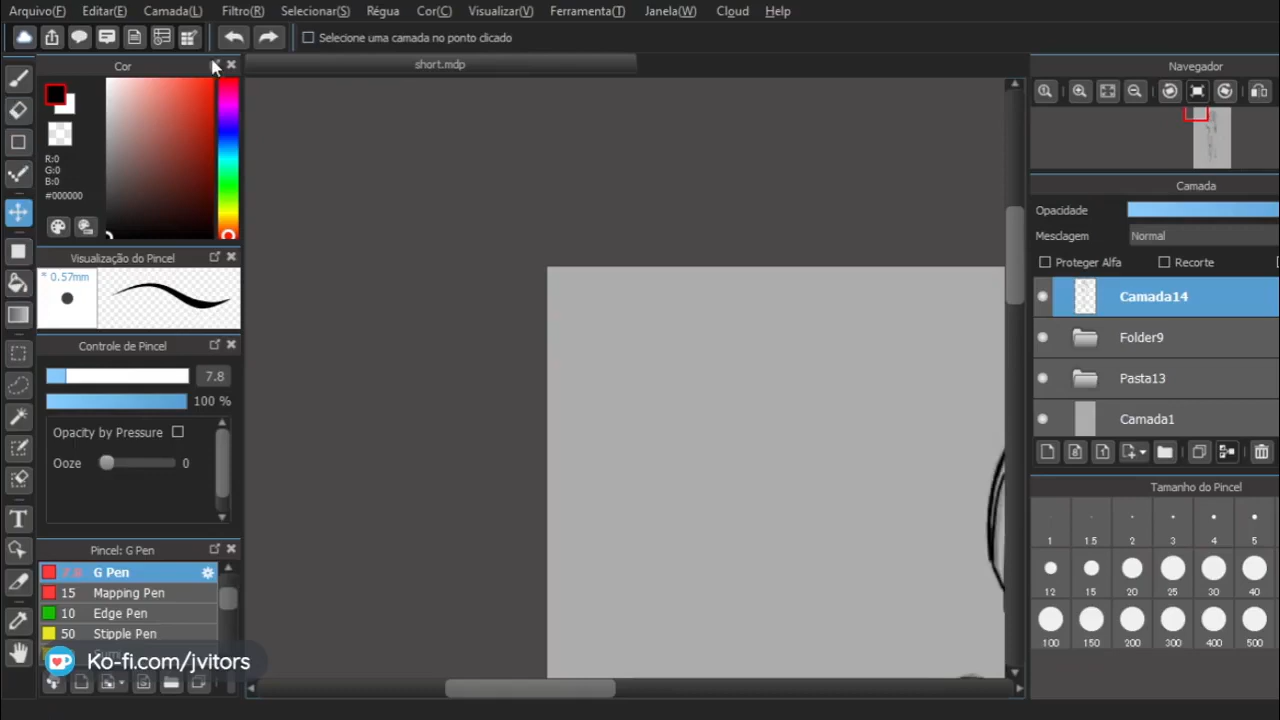 Arquivo(F) Editar(E) Camada(L) Filtro(R) Selecionar(S) Régua Cor(C) Visualizar(V) Ferramenta(T) Janela(W) Cloud Help
Selecione uma camada no ponto clicado
Cor
short.mdp
Navegador
R:0
G:0
B:0
#000000
Camada
Opacidade
Mesclagem Normal
Proteger Alfa Recorte
Visualização do Pincel
* 0.57mm
Camada14
Folder9
Pasta13
Camada1
Controle de Pincel
7.8
100 %
Opacity by Pressure
Ooze 0
Tamanho do Pincel
1 1.5 2 3 4 5
12 15 20 25 30 40
100 150 200 300 400 500
Pincel: G Pen
G Pen
15 Mapping Pen
10 Edge Pen
50 Stipple Pen
Ko-fi.com/jvitors